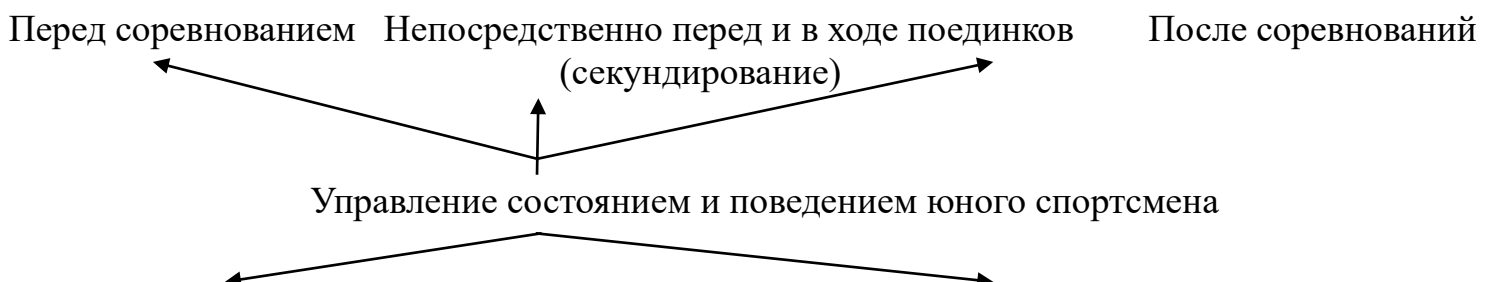 Перед соревнованием Непосредственно перед и в ходе поединков После соревнований
(секундирование)
Управление состоянием и поведением юного спортсмена